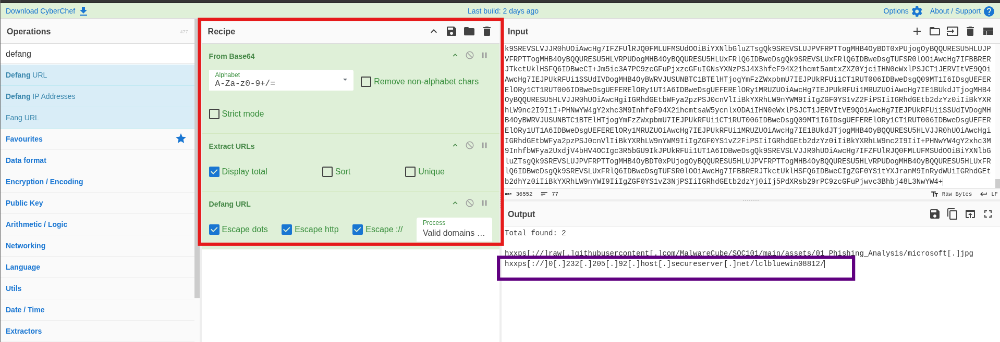 Download CyberChef
Last build: 2 days ago
Options
About / Support
Operations
477
defang
Defang URL
Defang IP Addresses
Fang URL
Favourites
Data format
Encryption / Encoding
Public Key
Arithmetic / Logic
Networking
Language
Utils
Date / Time
Extractors
Recipe
From Base64
Alphabet
A-Za-z0-9+/=
Remove non-alphabet chars
Strict mode
Extract URLs
Display total
Sort
Unique
Defang URL
Escape dots
Escape http
Escape ://
Process
Valid domains ...
Input
k9SREVSLVJJR0hUOiAwcHg7IFZFUlRJQ0FMLUFMSUdOOiBiYXNlbGluZTsgQk9SREVSLUJPVFRPTTogMHB4OyBDT0xPUjogOyBQQURESU5HLUJP
VFRPTTogMHB4OyBQQURESU5HLVRPUDogMHB4OyBQQURESU5HLUxFRlQ6IDBweDsgQk9SREVSLUxFRlQ6IDBweDsgTUFSR0lOOiAwcHg7IFBBRER
JTkctUklHSFQ6IDBweCI+Jm5ic3A7PC9zcGFuPjxzcGFuIGNsYXNzPSJ4X3hfeF94X21hcmt5amtxZXZ0YjciIHN0eWxlPSJCT1JERVItVE9QOi
AwcHg7IEJPUkRFUi1SSUdIVDogMHB4OyBWRVJUSUNBTC1BTElHTjogYmFzZWxpbmU7IEJPUkRFUi1CT1RUT006IDBweDsgQ09MT1I6IDsgUEFER
ElORy1CT1RUT006IDBweDsgUEFERElORy1UT1A6IDBweDsgUEFERElORy1MRUZUOiAwcHg7IEJPUkRFUi1MRUZUOiAwcHg7IE1BUkdJTjogMHB4
OyBQQURESU5HLVJJR0hUOiAwcHgiIGRhdGEtbWFya2pzPSJ0cnVlIiBkYXRhLW9nYWM9IiIgZGF0YS1vZ2FiPSIiIGRhdGEtb2dzYz0iIiBkYXR
hLW9nc2I9IiI+PHNwYW4gY2xhc3M9InhfeF94X21hcmtsaW5ycnlxODAiIHN0eWxlPSJCT1JERVItVE9QOiAwcHg7IEJPUkRFUi1SSUdIVDogMH
B4OyBWRVJUSUNBTC1BTElHTjogYmFzZWxpbmU7IEJPUkRFUi1CT1RUT006IDBweDsgQ09MT1I6IDsgUEFERElORy1CT1RUT006IDBweDsgUEFER
ElORy1UT1A6IDBweDsgUEFERElORy1MRUZUOiAwcHg7IEJPUkRFUi1MRUZUOiAwcHg7IE1BUkdJTjogMHB4OyBQQURESU5HLVJJR0hUOiAwcHgi
IGRhdGEtbWFya2pzPSJ0cnVlIiBkYXRhLW9nYWM9IiIgZGF0YS1vZ2FiPSIiIGRhdGEtb2dzYz0iIiBkYXRhLW9nc2I9IiI+PHNwYW4gY2xhc3M
9InhfbWFya2UxdjV4bHV4OCIgc3R5bGU9IkJPUkRFUi1UT1A6IDBweDsgQk9SREVSLVJJR0hUOiAwcHg7IFZFUlRJQ0FMLUFMSUdOOiBiYXNlbG
luZTsgQk9SREVSLUJPVFRPTTogMHB4OyBDT0xPUjogOyBQQURESU5HLUJPVFRPTTogMHB4OyBQQURESU5HLVRPUDogMHB4OyBQQURESU5HLUxFR
lQ6IDBweDsgQk9SREVSLUxFRlQ6IDBweDsgTUFSR0lOOiAwcHg7IFBBRERJTkctUklHSFQ6IDBweCIgZGF0YS1tYXJranM9InRydWUiIGRhdGEt
b2dhYz0iIiBkYXRhLW9nYWI9IiIgZGF0YS1vZ3NjPSIiIGRhdGEtb2dzYj0iIj5PdXRsb29rPC9zcGFuPjwvc3Bhbj48L3NwYW4+
36552
77
Raw Bytes
LF
Output
Total found: 2
hxxps[://]raw[.]githubusercontent[.]com/MalwareCube/SOC101/main/assets/01_Phishing_Analysis/microsoft[.]jpg
hxxps[://]0[.]232[.]205[.]92[.]host[.]secureserver[.]net/lclbluewin08812/